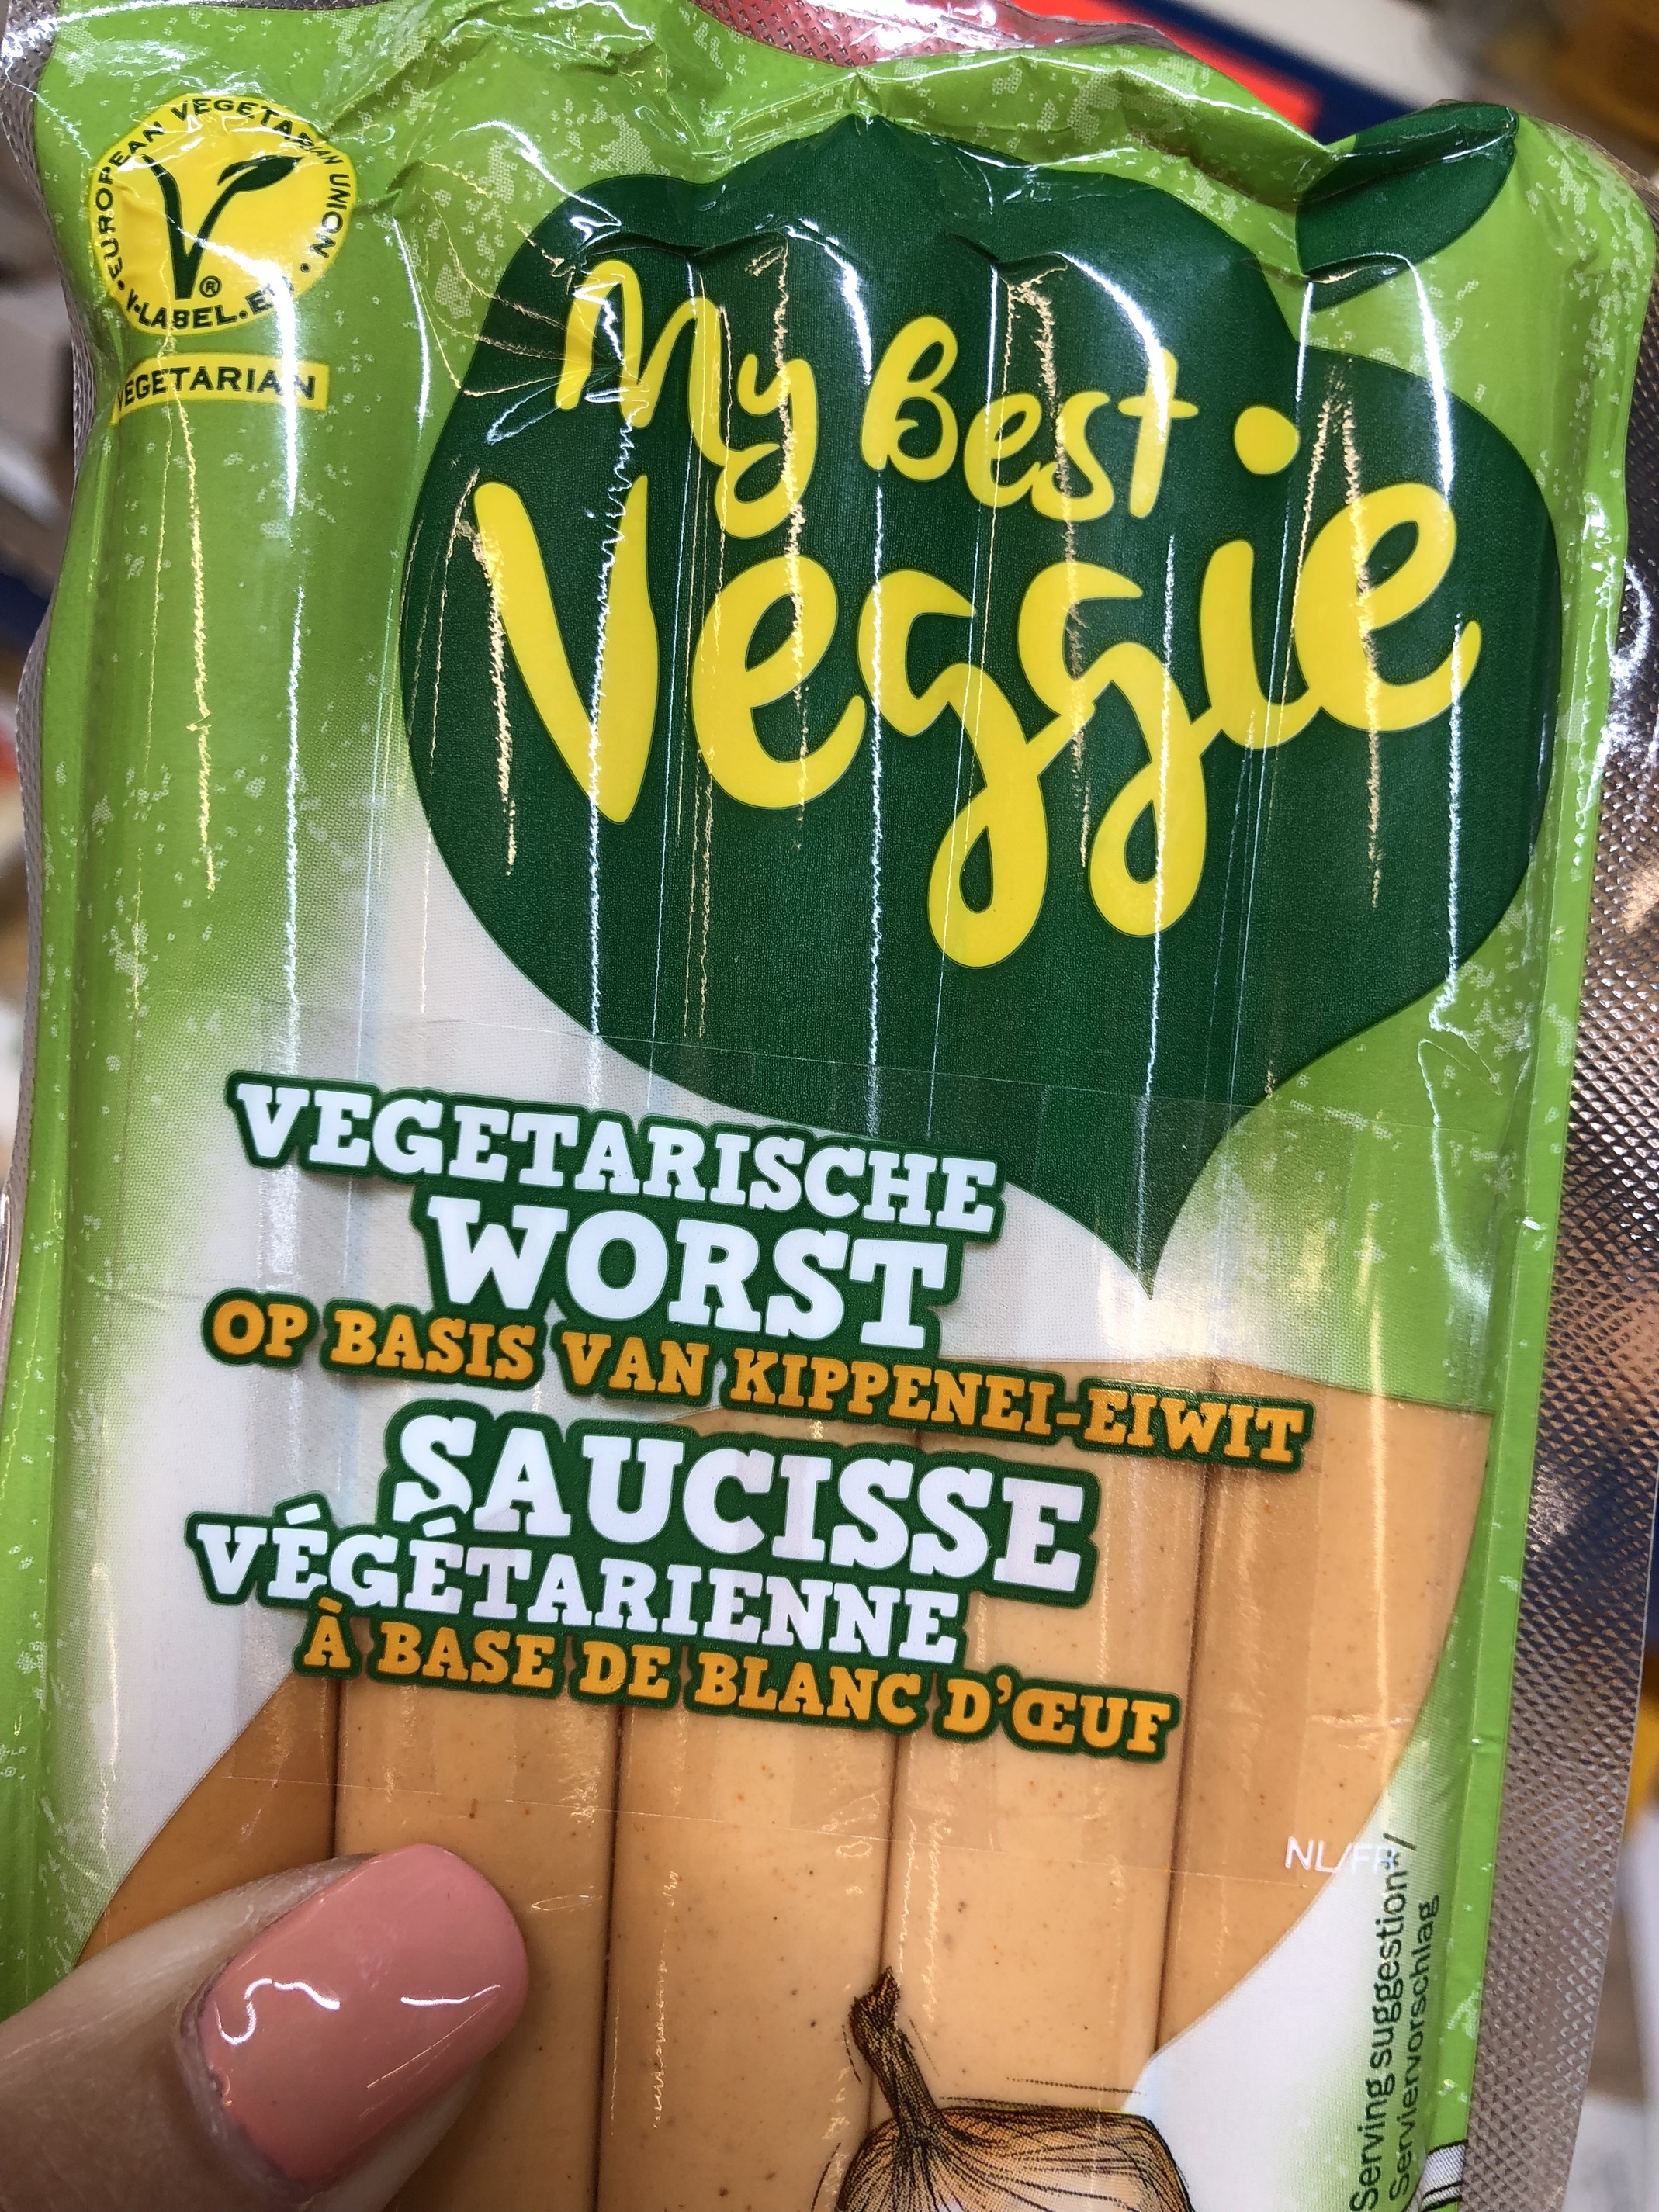 EUROPEAN VEGETARIAN UNION
V-LABEL.EU
VEGETARIAN
My Best
Veggie
VEGETARISCHE
WORST
OP BASIS VAN KIPPENEI-EIWIT
SAUCISSE
VÉGÉTARIENNE
À BASE DE BLANC D'ŒUF
NL/FR
Serving suggestion*/
Serviervorschlag